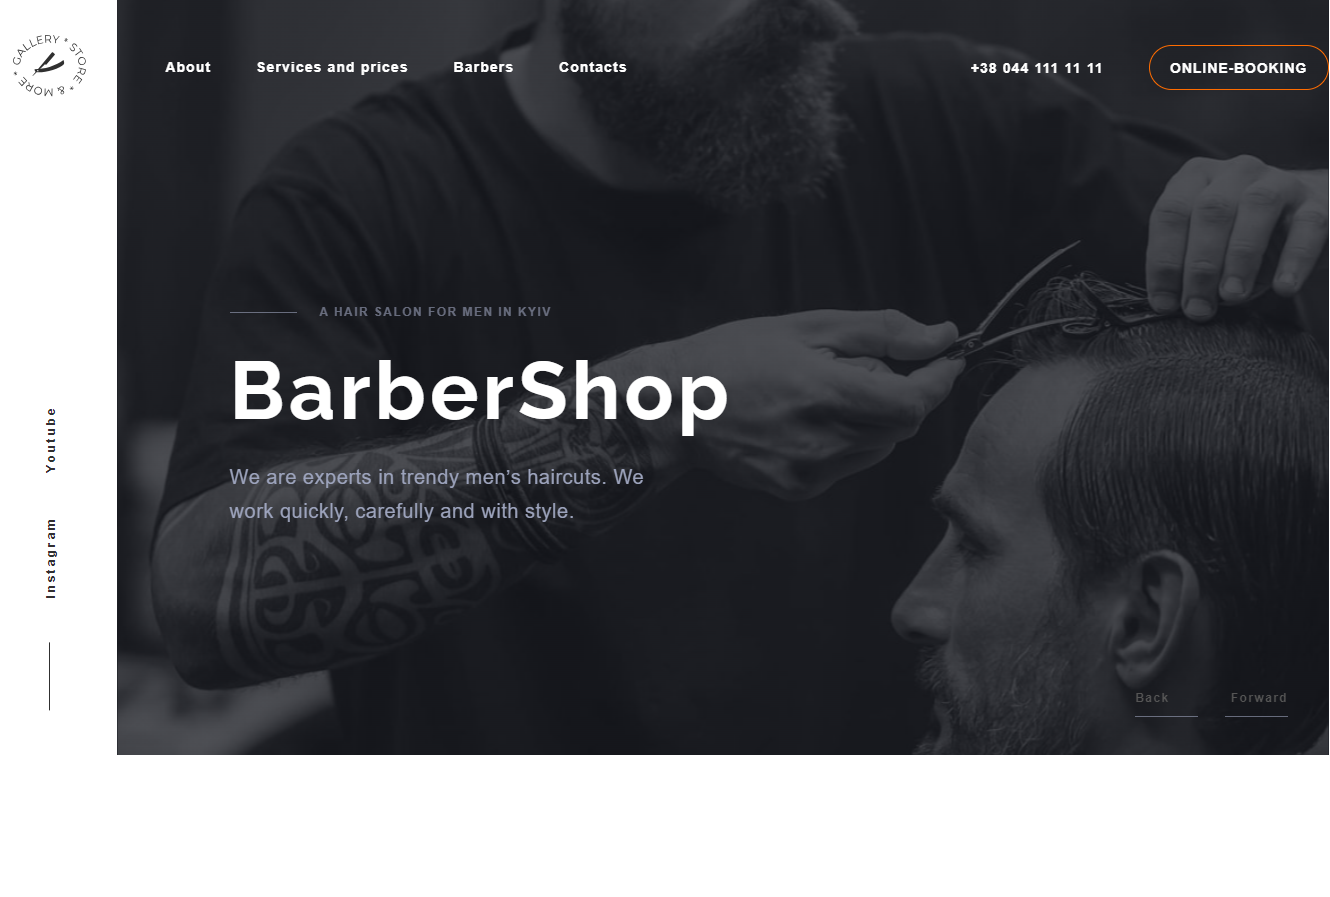 GALLERY * STORE * & MORE *
About
Services and prices
Barbers
Contacts
+38 044 111 11 11
ONLINE-BOOKING
A HAIR SALON FOR MEN IN KYIV
BarberShop
We are experts in trendy men’s haircuts. We
work quickly, carefully and with style.
Youtube
Instagram
Back
Forward